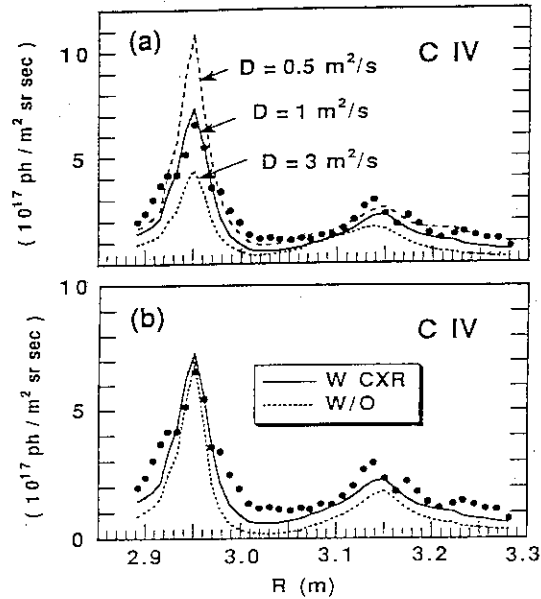 (a)
C IV
D = 0.5 m²/s
D = 1 m²/s
D = 3 m²/s
10
5
( 10¹⁷ ph / m² sr sec )
(b)
C IV
W CXR
W/O
10
5
0
( 10¹⁷ ph / m² sr sec )
2.9 3.0 3.1 3.2 3.3
R (m)